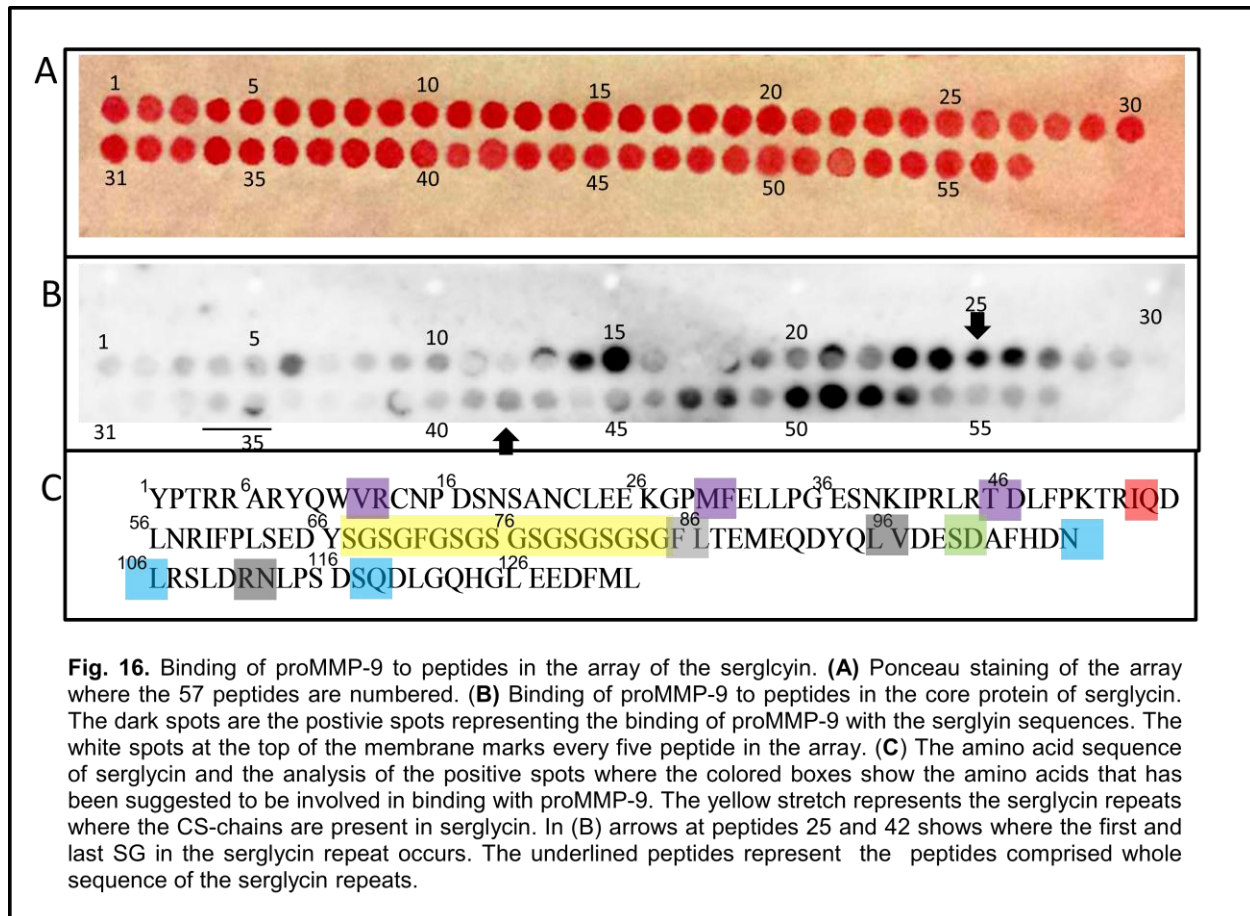 A
1 5 10 15 20 25 30
31 35 40 45 50 55
B
1 5 10 15 20 25 30
31 35 40 45 50 55
C
1YPTRR 6ARYQWVRCNP 16DSNSANCLEE 26KGPMFELLPG 36ESNKIPRLRT 46DLFPKTRIQD
56LNRIFPLSED 66YSGSGFGSGS 76GSGSGSGSGF 86LTEMEQDYQL 96VDESDAFHDN
106LRSLDRNLPS 116DSQDLGQHGL 126EEDFML
Fig. 16. Binding of proMMP-9 to peptides in the array of the serglcyin. (A) Ponceau staining of the array
where the 57 peptides are numbered. (B) Binding of proMMP-9 to peptides in the core protein of serglycin.
The dark spots are the postivie spots representing the binding of proMMP-9 with the serglyin sequences. The
white spots at the top of the membrane marks every five peptide in the array. (C) The amino acid sequence
of serglycin and the analysis of the positive spots where the colored boxes show the amino acids that has
been suggested to be involved in binding with proMMP-9. The yellow stretch represents the serglycin repeats
where the CS-chains are present in serglycin. In (B) arrows at peptides 25 and 42 shows where the first and
last SG in the serglycin repeat occurs. The underlined peptides represent the peptides comprised whole
sequence of the serglycin repeats.